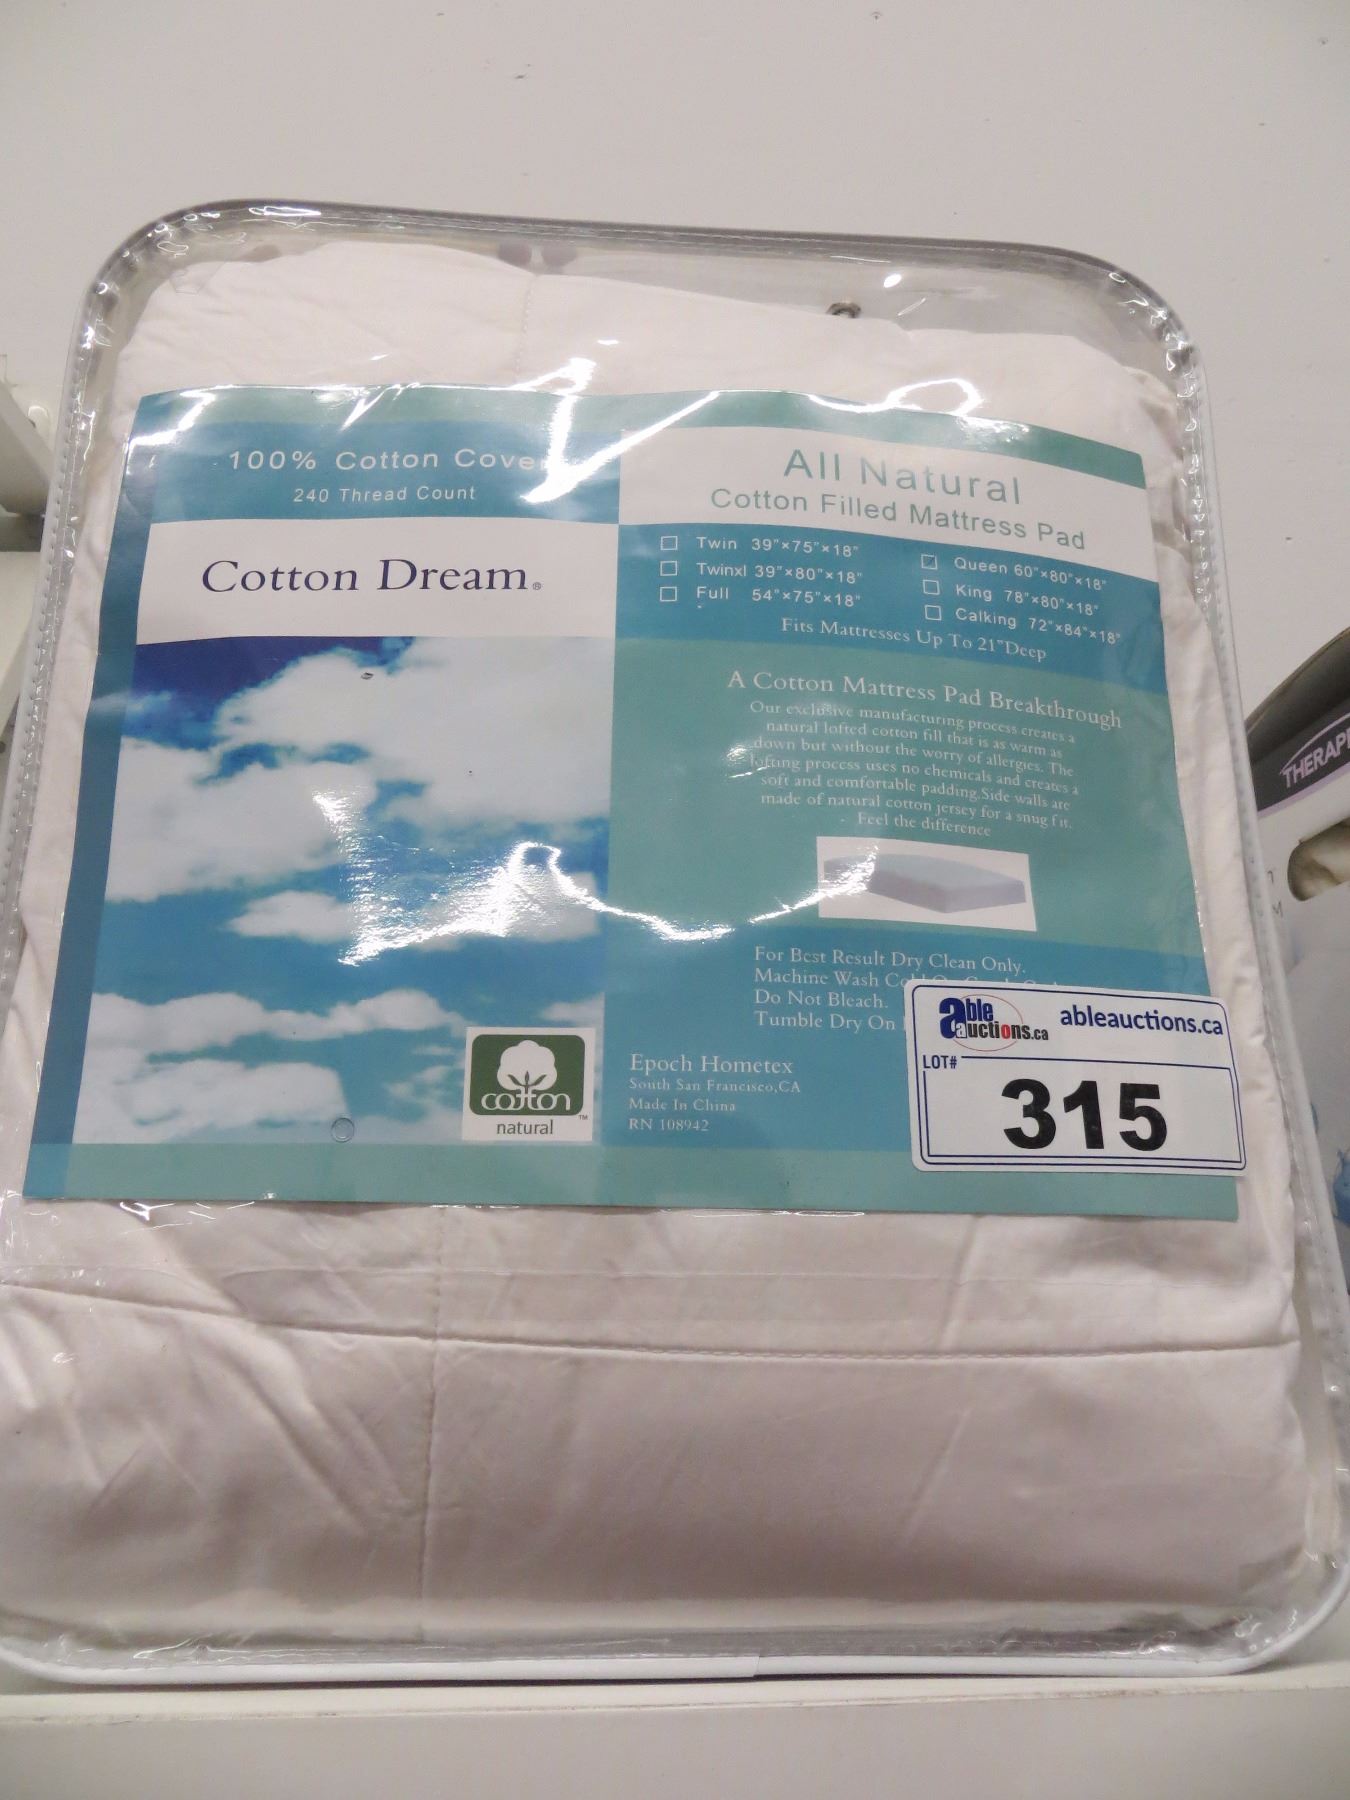 100% Cotton
240 Thread Count
Cotton Dream®
All Natural
Cotton Filled Mattress Pad
Twin 39"×75"×18"
Twinxl 39"×80"×18"
Full 54"×75"×18"
Queen 60"×80"×18"
King 78"×80"×18"
Calking 72"×84"×18"
Fits Mattresses Up To 21"Deep
A Cotton Mattress Pad Breakthrough
Our exclusive manufacturing process creates a
natural lofted cotton fill that is as warm as
down but without the worry of allergies. The
lofting process uses no chemicals and creates a
soft and comfortable padding.Side walls are
made of natural cotton jersey for a snug fit.
Feel the difference
For Best Result Dry Clean Only.
Machine Wash
Do Not Bleach.
Tumble Dry On
Epoch Hometex
South San Francisco,CA
Made In China
RN 108942
cotton™
natural
able
auctions.ca
ableauctions.ca
LOT#
315